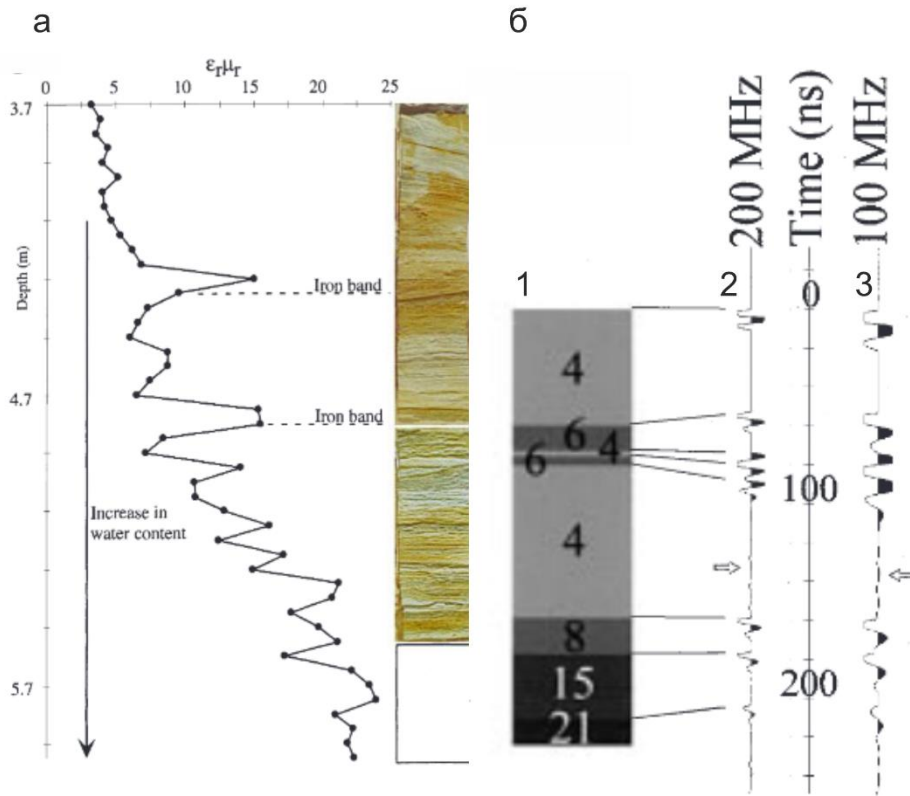 а
εᵣμᵣ
0 5 10 15 20 25
3.7
4.7
5.7
Depth (m)
Iron band
Iron band
Increase in
water content
б
1 2 3
200 MHz
Time (ns)
100 MHz
0
100
200
4
6
4
6
4
8
15
21